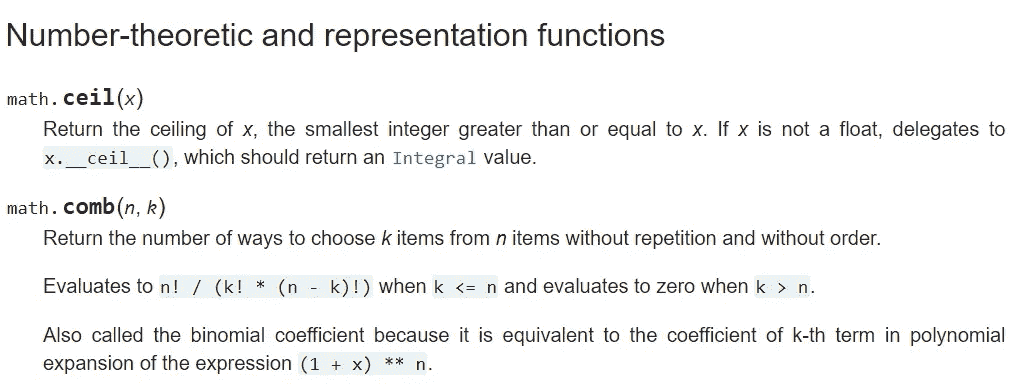 Number-theoretic and representation functions
math.ceil(x)
Return the ceiling of x, the smallest integer greater than or equal to x. If x is not a float, delegates to
x.__ceil__(), which should return an Integral value.
math.comb(n, k)
Return the number of ways to choose k items from n items without repetition and without order.
Evaluates to n! / (k! * (n - k)!) when k <= n and evaluates to zero when k > n.
Also called the binomial coefficient because it is equivalent to the coefficient of k-th term in polynomial
expansion of the expression (1 + x) ** n.